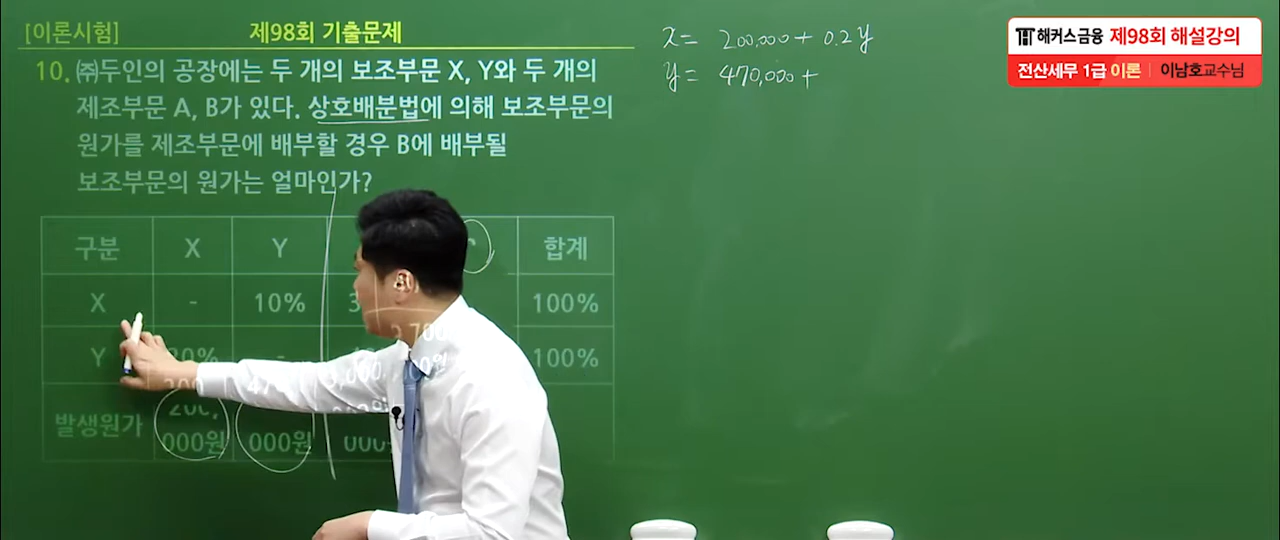 [이론시험] 제98회 기출문제
10. ㈜두인의 공장에는 두 개의 보조부문 X, Y와 두 개의
제조부문 A, B가 있다. 상호배분법에 의해 보조부문의
원가를 제조부문에 배부할 경우 B에 배부될
보조부문의 원가는 얼마인가?
구분 X Y 합계
X - 10% 3 100%
Y 20% - 100%
발생원가 200,
000원 000원
x = 200,000 + 0.2y
y = 470,000 +
해커스금융 제98회 해설강의
전산세무 1급 이론 | 이남호교수님